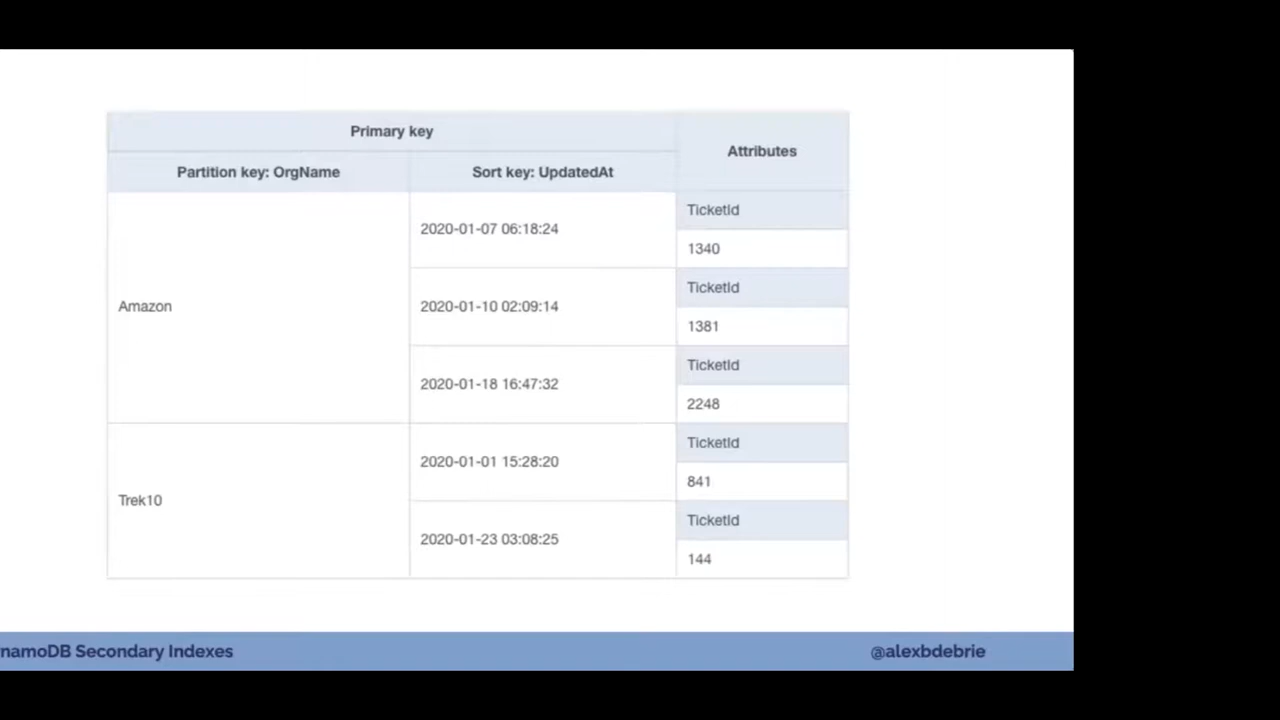 Primary key
Attributes
Partition key: OrgName
Sort key: UpdatedAt
TicketId
2020-01-07 06:18:24
1340
TicketId
Amazon
2020-01-10 02:09:14
1381
TicketId
2020-01-18 16:47:32
2248
TicketId
2020-01-01 15:28:20
841
Trek10
TicketId
2020-01-23 03:08:25
144
namoDB Secondary Indexes
@alexbdebrie